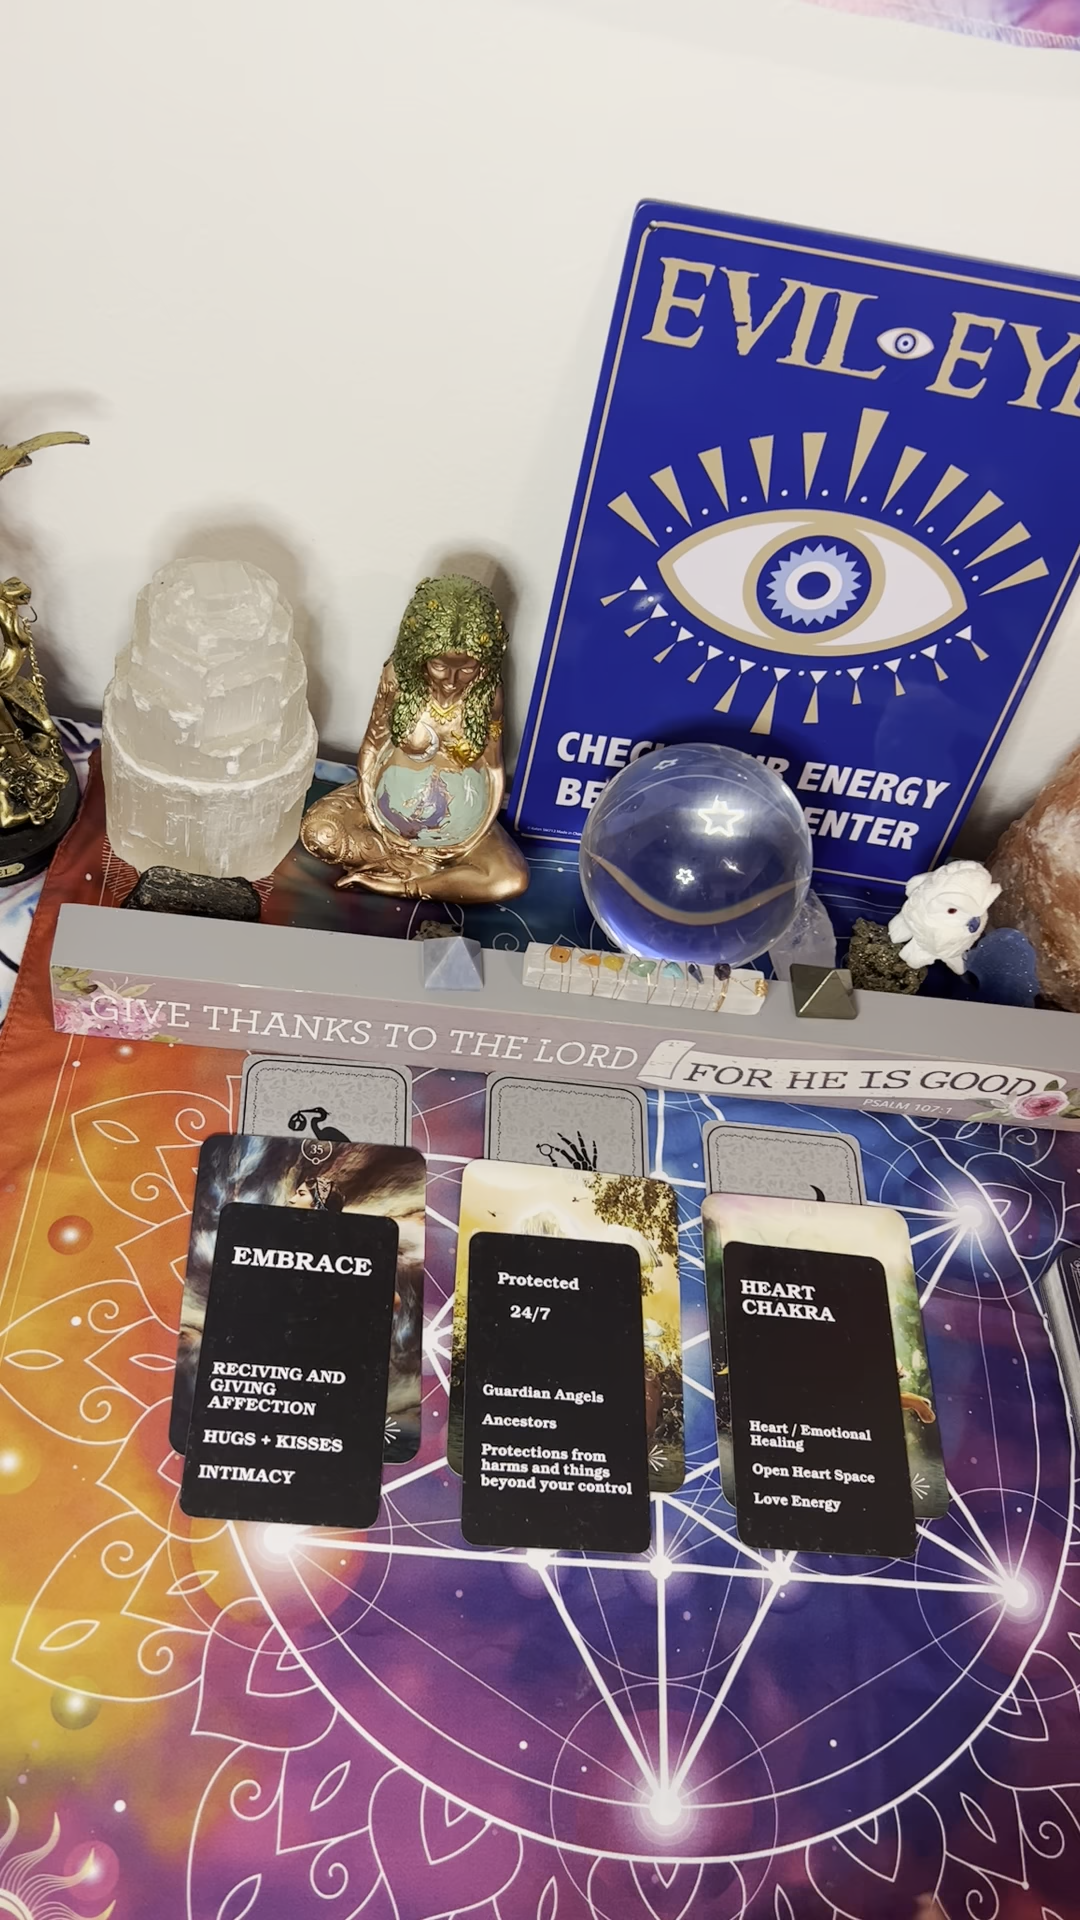 EVIL EYE
CHECK YOUR ENERGY
ENTER
GIVE THANKS TO THE LORD
FOR HE IS GOOD
PSALM 107:1
35
EMBRACE
RECIVING AND
GIVING
AFFECTION
HUGS + KISSES
INTIMACY
Protected
24/7
Guardian Angels
Ancestors
Protections from
harms and things
beyond your control
HEART
CHAKRA
Heart / Emotional
Healing
Open Heart Space
Love Energy